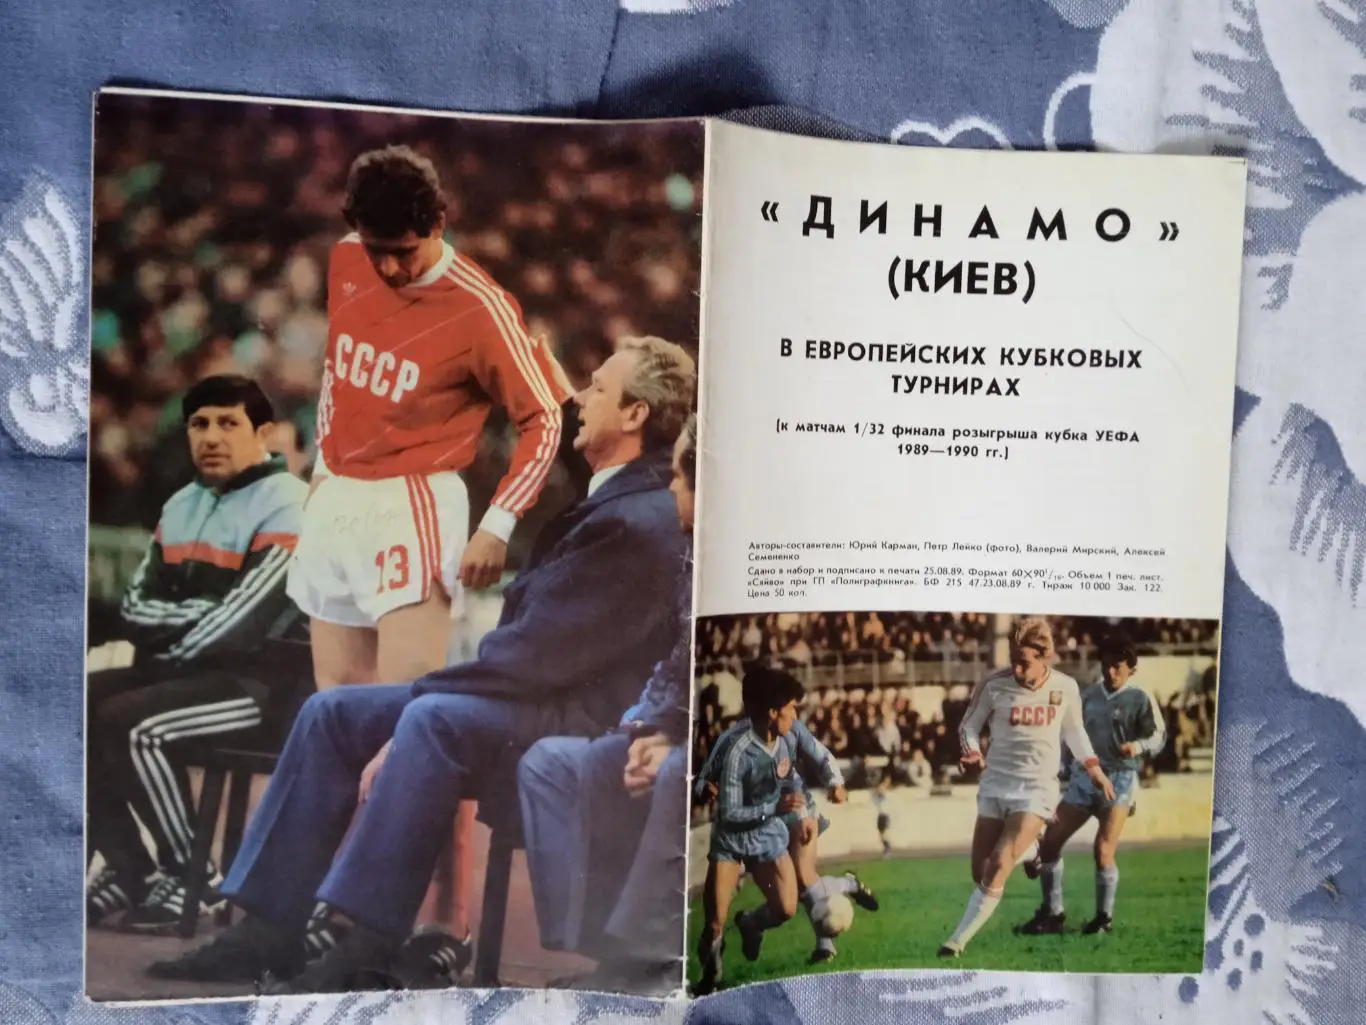 СССР
13
« ДИНАМО »
(КИЕВ)
В ЕВРОПЕЙСКИХ КУБКОВЫХ
ТУРНИРАХ
(к матчам 1/32 финала розыгрыша кубка УЕФА
1989—1990 гг.)
Авторы-составители: Юрий Карман, Петр Лейко (фото), Валерий Мирский, Алексей
Семененко
Сдано в набор и подписано к печати 25.08.89. Формат 60×90¹/₁₆. Объем 1 печ. лист.
«Сяйво» при ГП «Полиграфкнига». БФ 215 47.23.08.89 г. Тираж 10 000 Зак. 122.
Цена 50 коп.
СССР